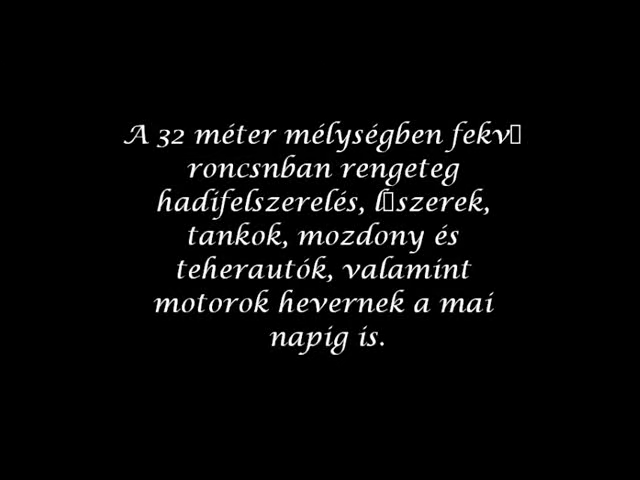 A 32 méter mélységben fekv▯
roncsnban rengeteg
hadifelszerelés, l▯szerek,
tankok, mozdony és
teherautók, valamint
motorok hevernek a mai
napig is.